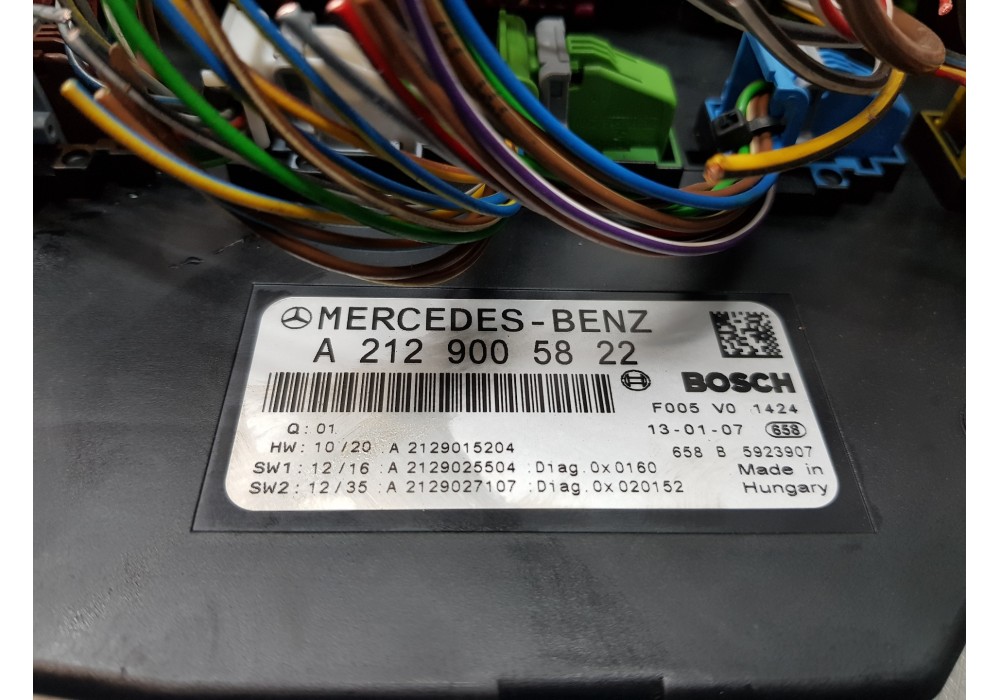 MERCEDES-BENZ
A 212 900 58 22
BOSCH
F005 V0 1424
Q: 01
13-01-07 658
HW: 10/20 A 2129015204
658 B 5923907
SW1: 12/16 :A 2129025504 :Diag.0x0160
Made in
SW2: 12/35 :A 2129027107 :Diag.0x020152
Hungary